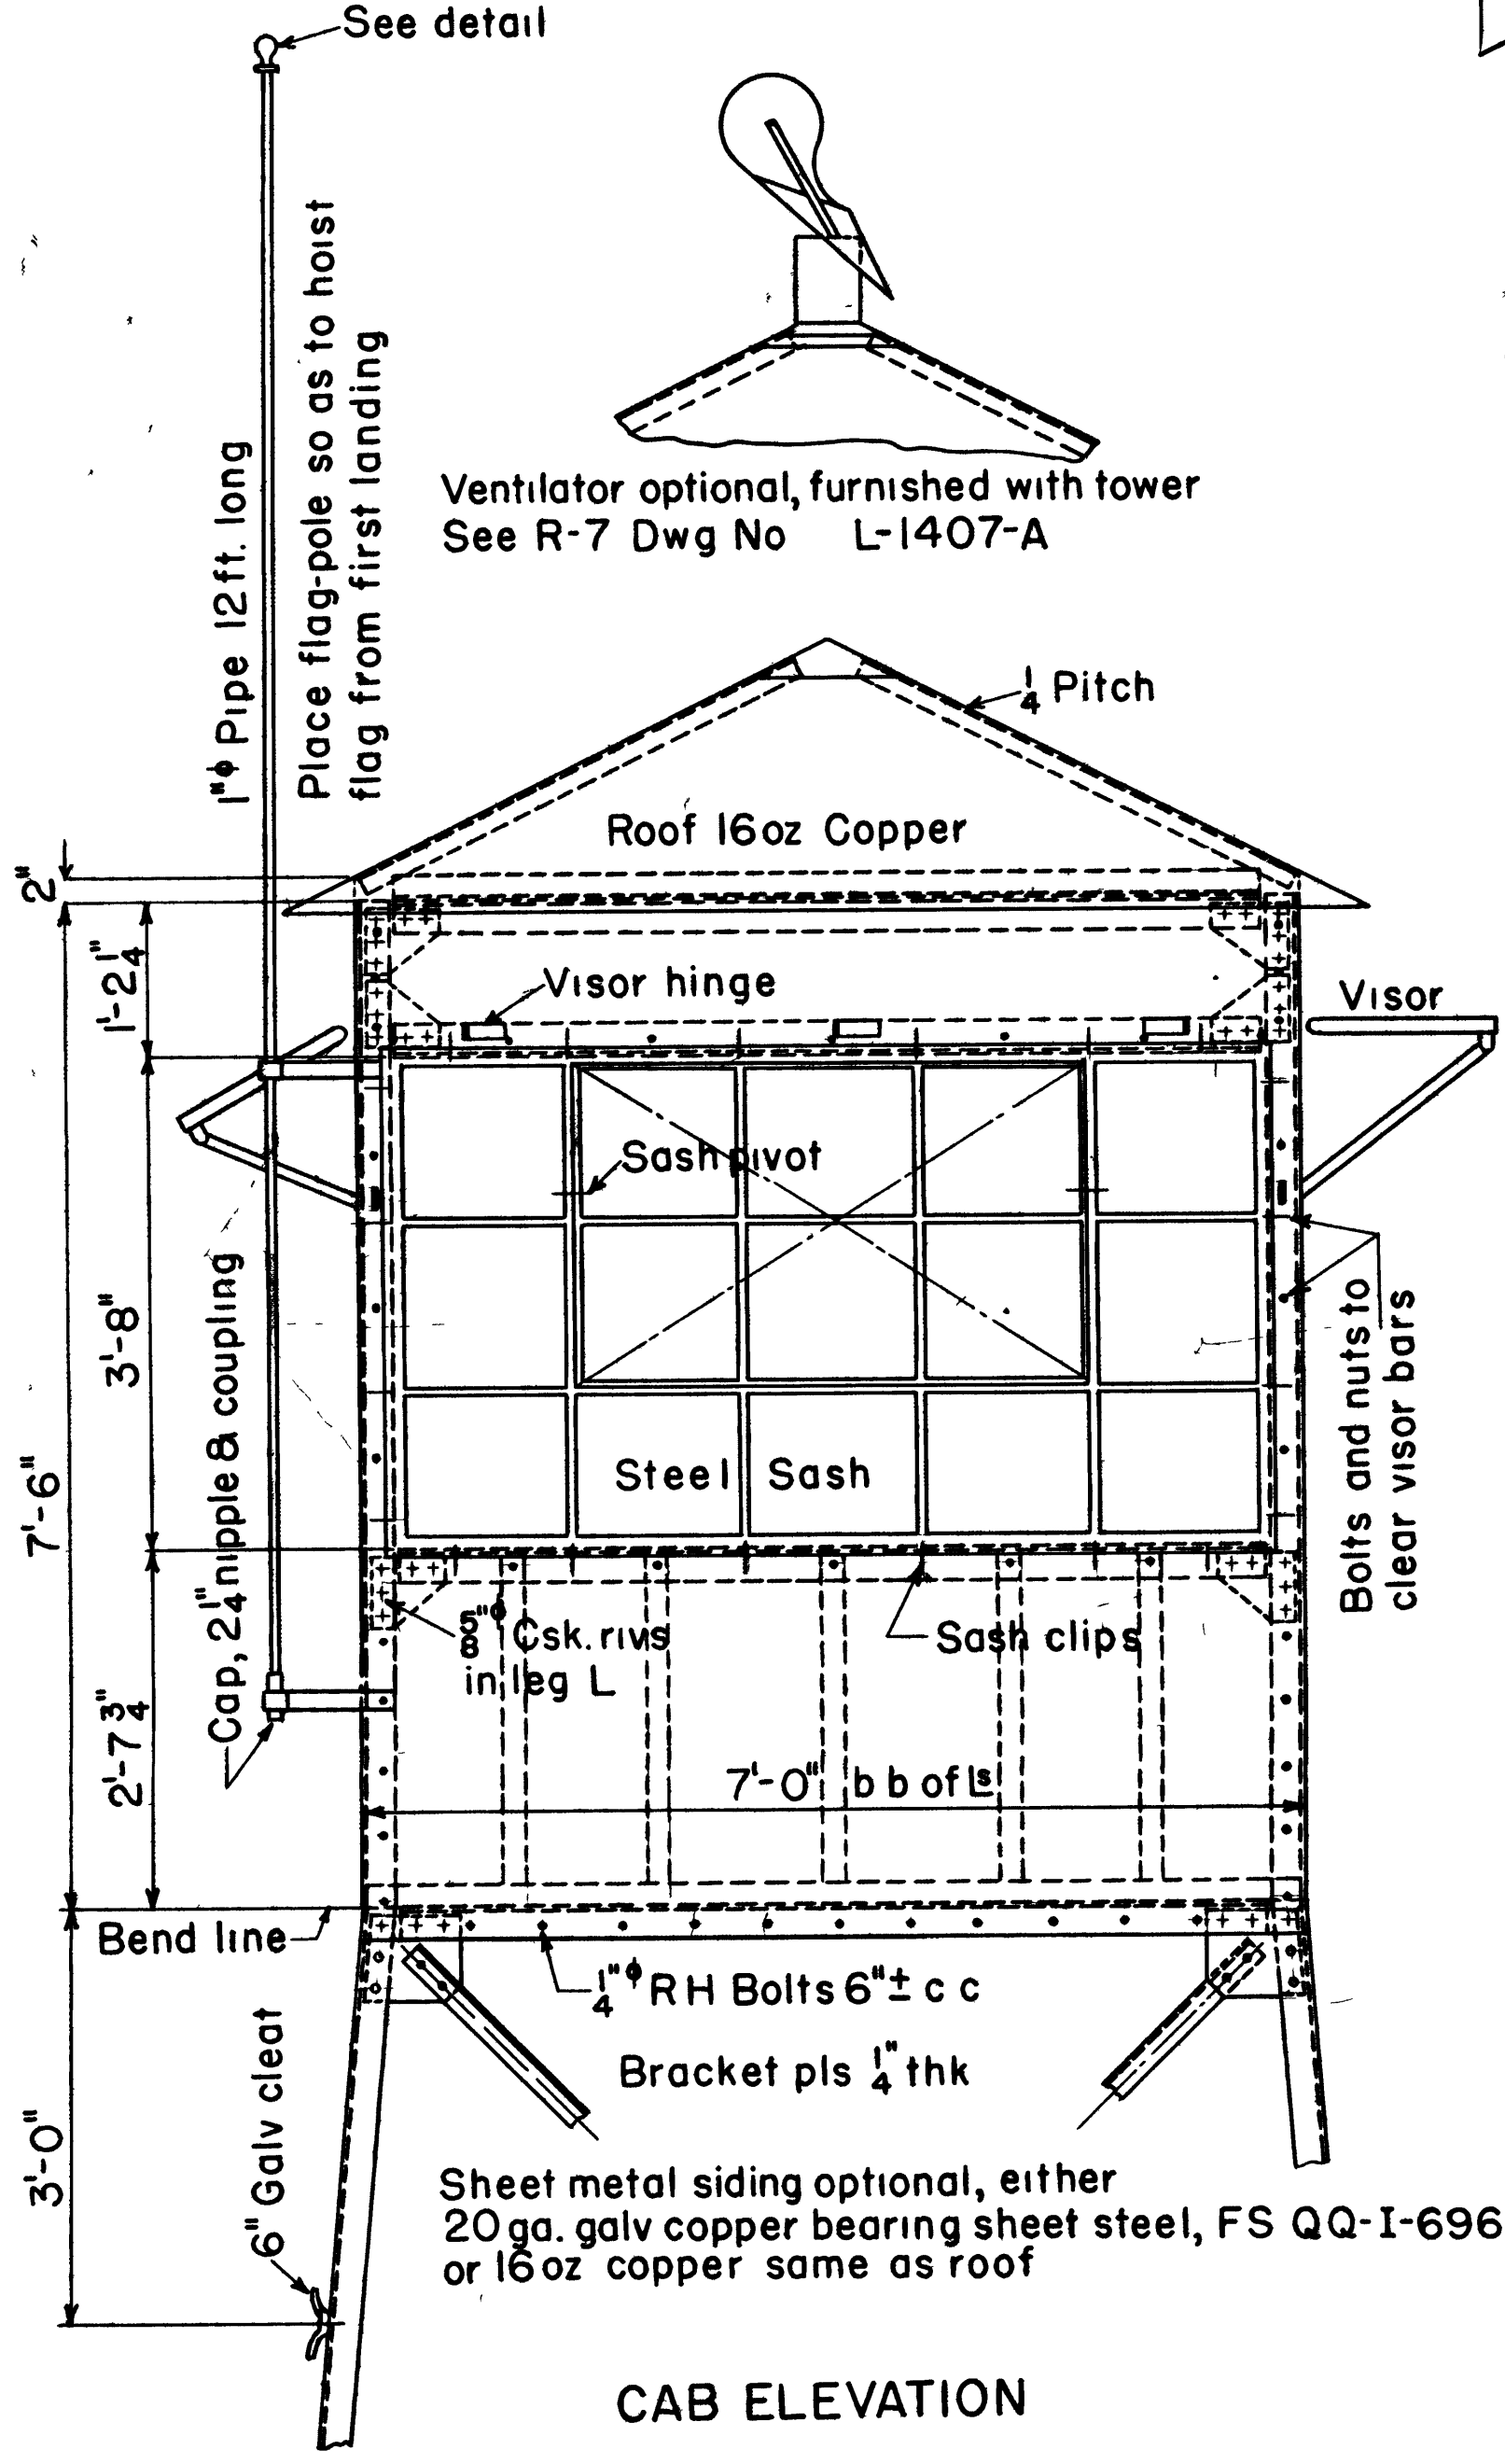 See detail
1"ϕ Pipe 12ft. long
Place flag-pole so as to hoist
flag from first landing
Ventilator optional, furnished with tower
See R-7 Dwg No L-1407-A
1/4 Pitch
Roof 16oz Copper
2"
1'-2 1/4"
Visor hinge
Visor
Sash pivot
3'-8"
7'-6"
Cap, 2 1/4" nipple & coupling
Bolts and nuts to
clear visor bars
Steel Sash
5/8"ϕ Csk. rivs
in leg L
Sash clips
2'-7 3/4"
7'-0" b b of Ls
Bend line
1/4"ϕ RH Bolts 6"± c c
Bracket pls 1/4" thk
3'-0"
6" Galv cleat
Sheet metal siding optional, either
20 ga. galv copper bearing sheet steel, FS QQ-I-696
or 16oz copper same as roof
CAB ELEVATION